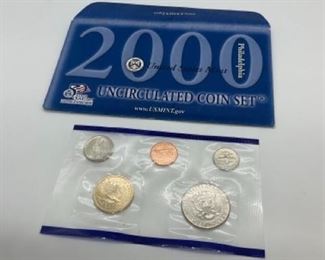 2000
Philadelphia
United States Mint
UNCIRCULATED COIN SET
www.USMINT.gov